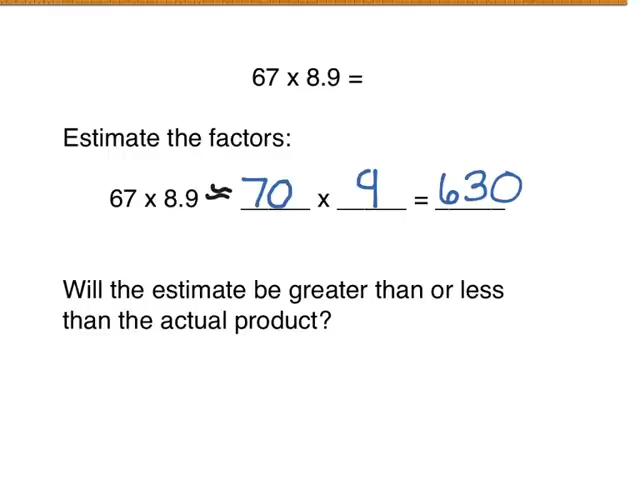 67 x 8.9 =
Estimate the factors:
67 x 8.9 ≈ 70 x 9 = 630
Will the estimate be greater than or less
than the actual product?